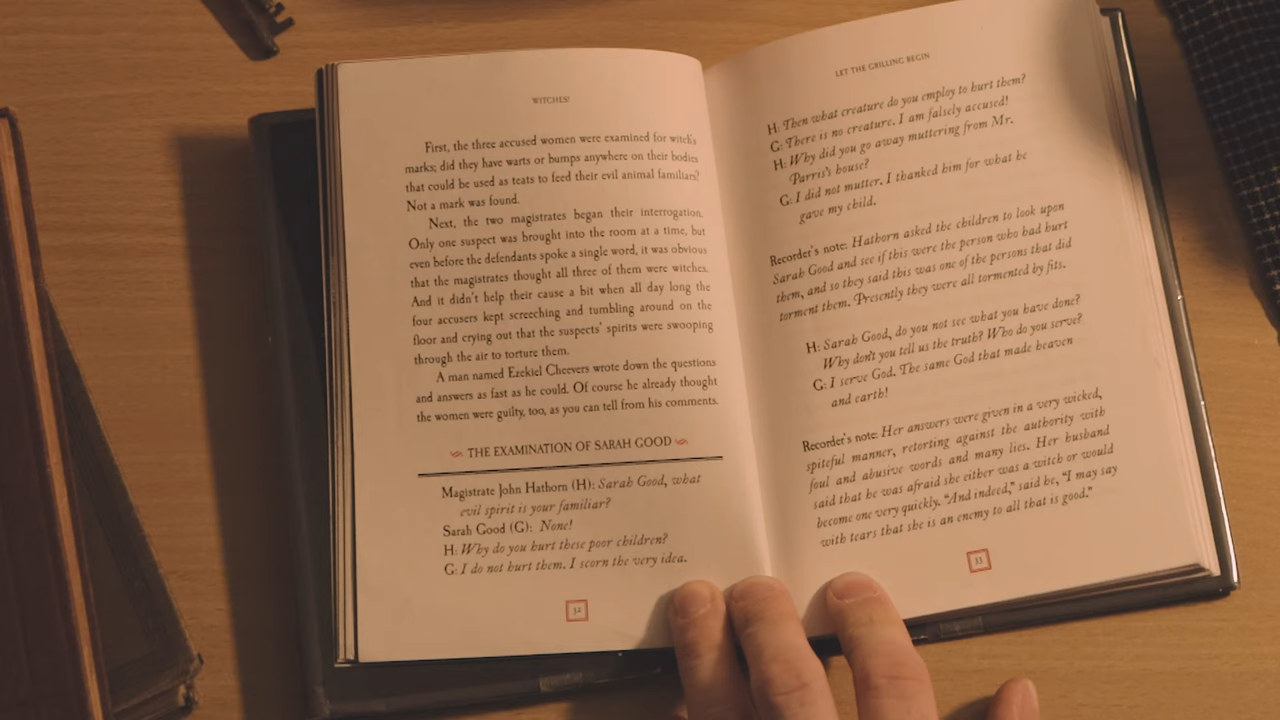 WITCHES!
First, the three accused women were examined for witch's
marks; did they have warts or bumps anywhere on their bodies
that could be used as teats to feed their evil animal familiars?
Not a mark was found.
Next, the two magistrates began their interrogation.
Only one suspect was brought into the room at a time, but
even before the defendants spoke a single word, it was obvious
that the magistrates thought all three of them were witches.
And it didn't help their cause a bit when all day long the
four accusers kept screeching and tumbling around on the
floor and crying out that the suspects' spirits were swooping
through the air to torture them.
A man named Ezekiel Cheevers wrote down the questions
and answers as fast as he could. Of course he already thought
the women were guilty, too, as you can tell from his comments.
THE EXAMINATION OF SARAH GOOD
Magistrate John Hathorn (H): Sarah Good, what
evil spirit is your familiar?
Sarah Good (G): None!
H: Why do you hurt these poor children?
G: I do not hurt them. I scorn the very idea.
32
LET THE GRILLING BEGIN
H: Then what creature do you employ to hurt them?
G: There is no creature. I am falsely accused!
H: Why did you go away muttering from Mr.
Parris's house?
G: I did not mutter. I thanked him for what he
gave my child.
Recorder's note: Hathorn asked the children to look upon
Sarah Good and see if this were the person who had hurt
them, and so they said this was one of the persons that did
torment them. Presently they were all tormented by fits.
H: Sarah Good, do you not see what you have done?
Why don't you tell us the truth? Who do you serve?
G: I serve God. The same God that made heaven
and earth!
Recorder's note: Her answers were given in a very wicked,
spiteful manner, retorting against the authority with
foul and abusive words and many lies. Her husband
said that he was afraid she either was a witch or would
become one very quickly. "And indeed," said he, "I may say
with tears that she is an enemy to all that is good."
33